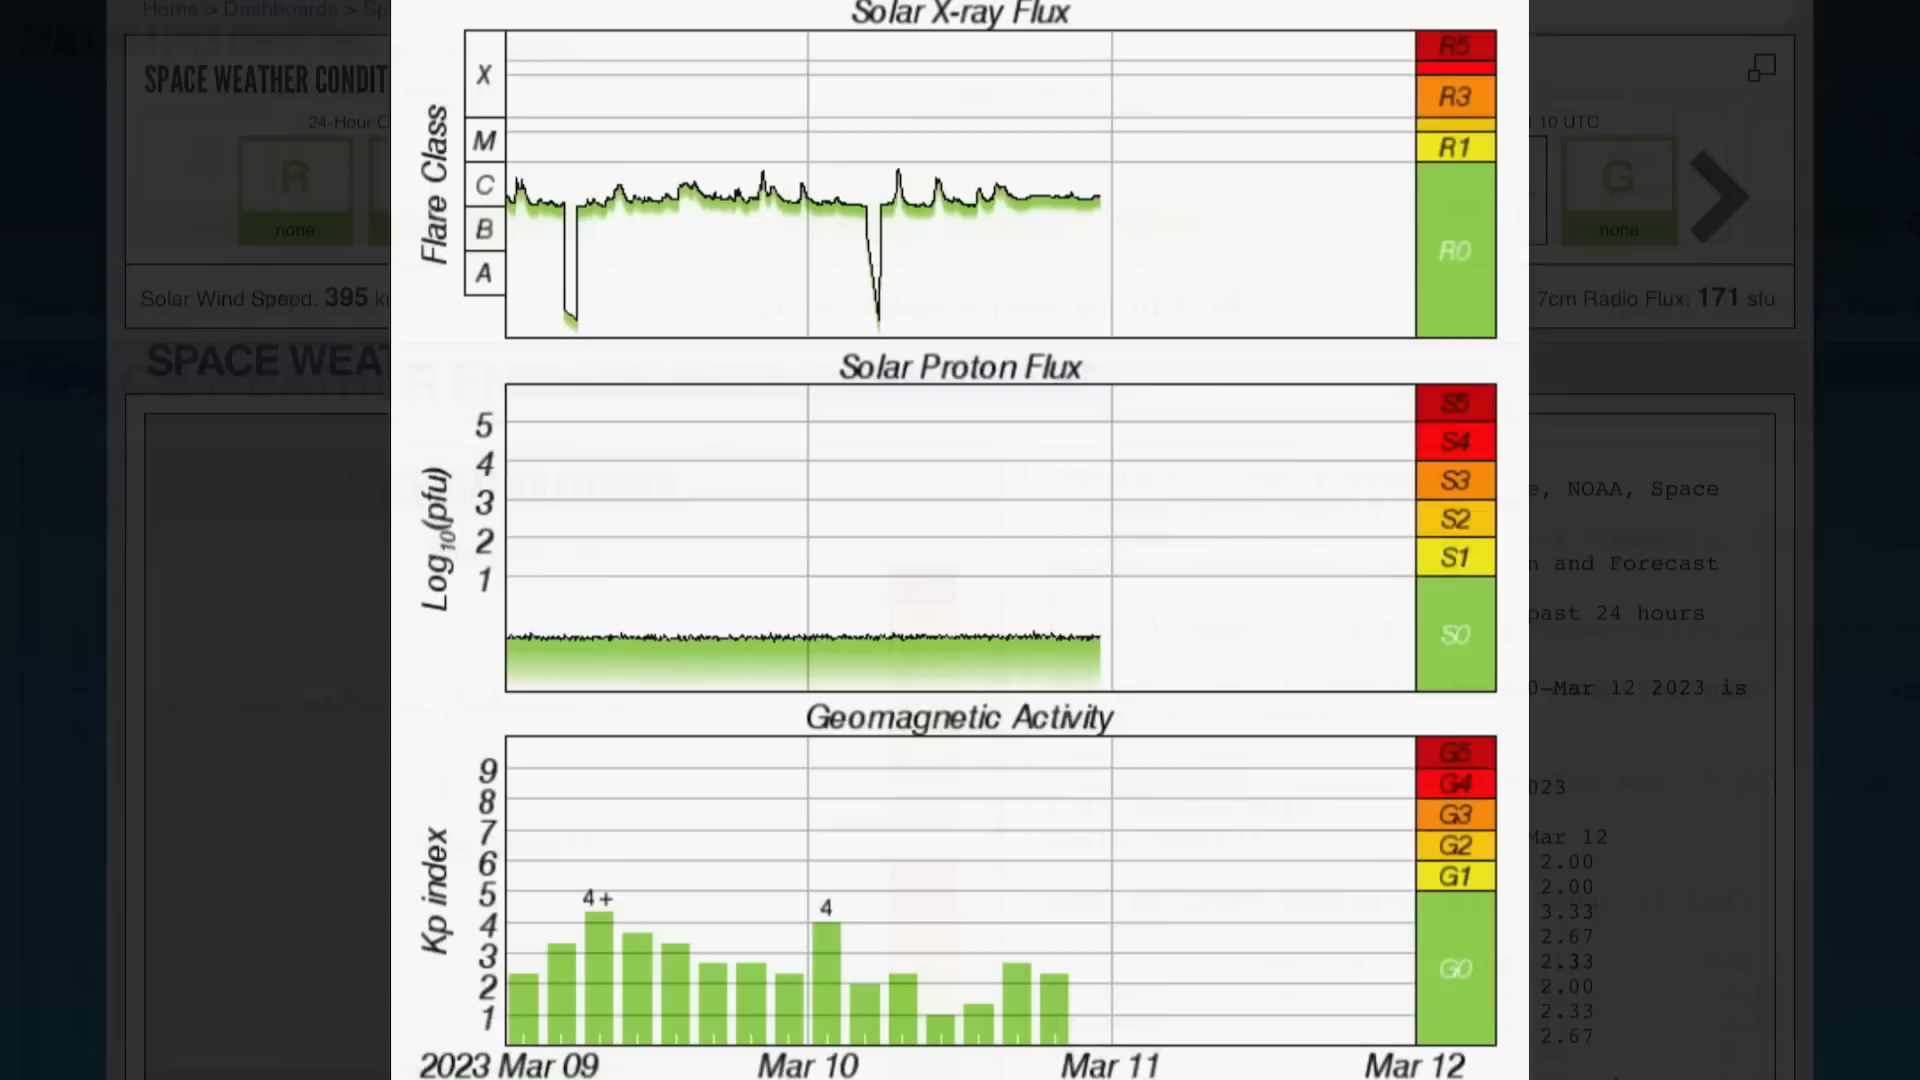 Home > Dashboards > Sp
Solar X-ray Flux
SPACE WEATHER CONDIT
24-Hour C
10 UTC
R
none
G
none
Solar Wind Speed: 395
7cm Radio Flux: 171 sfu
SPACE WEAT
Flare Class
X
M
C
B
A
R5
R3
R1
R0
Solar Proton Flux
Log10(pfu)
5
4
3
2
1
S5
S4
S3
S2
S1
S0
e, NOAA, Space
n and Forecast
past 24 hours
0-Mar 12 2023 is
023
Mar 12
2.00
2.00
3.33
2.67
2.33
2.00
2.33
2.67
Geomagnetic Activity
Kp index
9
8
7
6
5
4
3
2
1
4+
4
G5
G4
G3
G2
G1
G0
2023 Mar 09
Mar 10
Mar 11
Mar 12